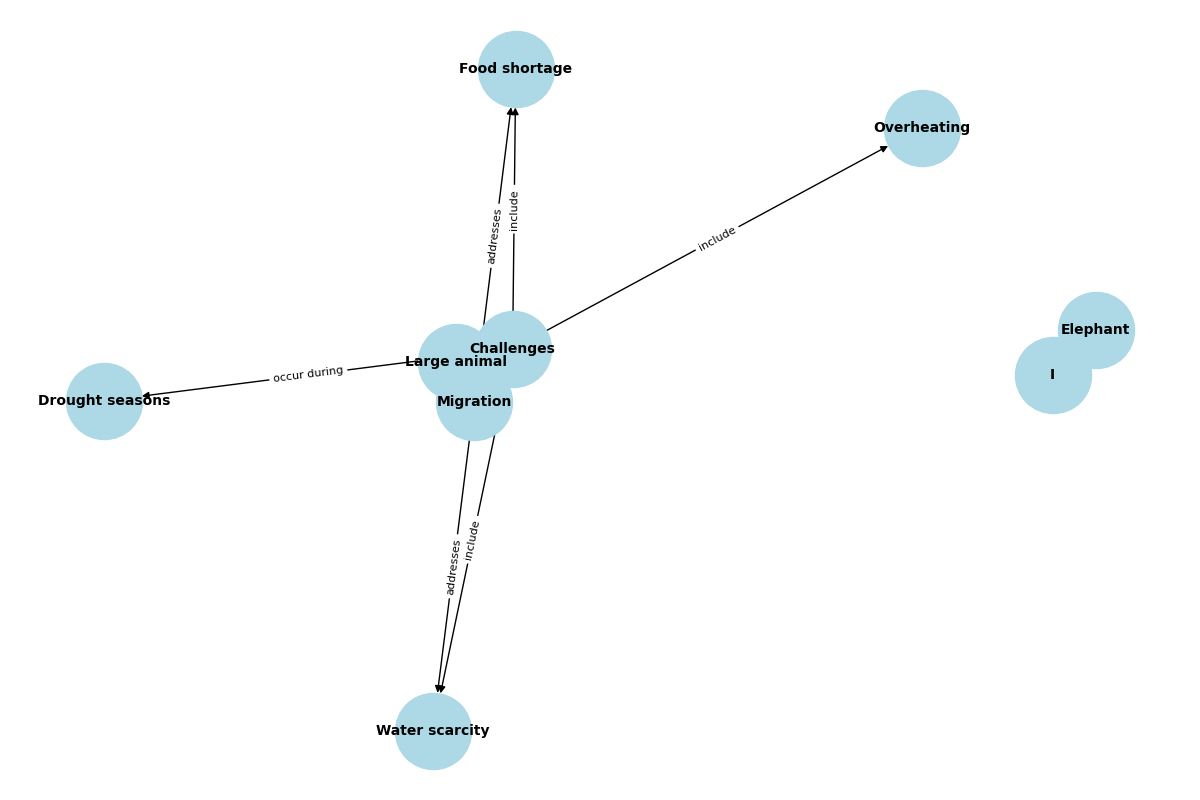 Food shortage
Overheating
addresses
include
include
Elephant
Challenges
Large animal
I
occur during
Drought seasons
Migration
addresses
include
Water scarcity